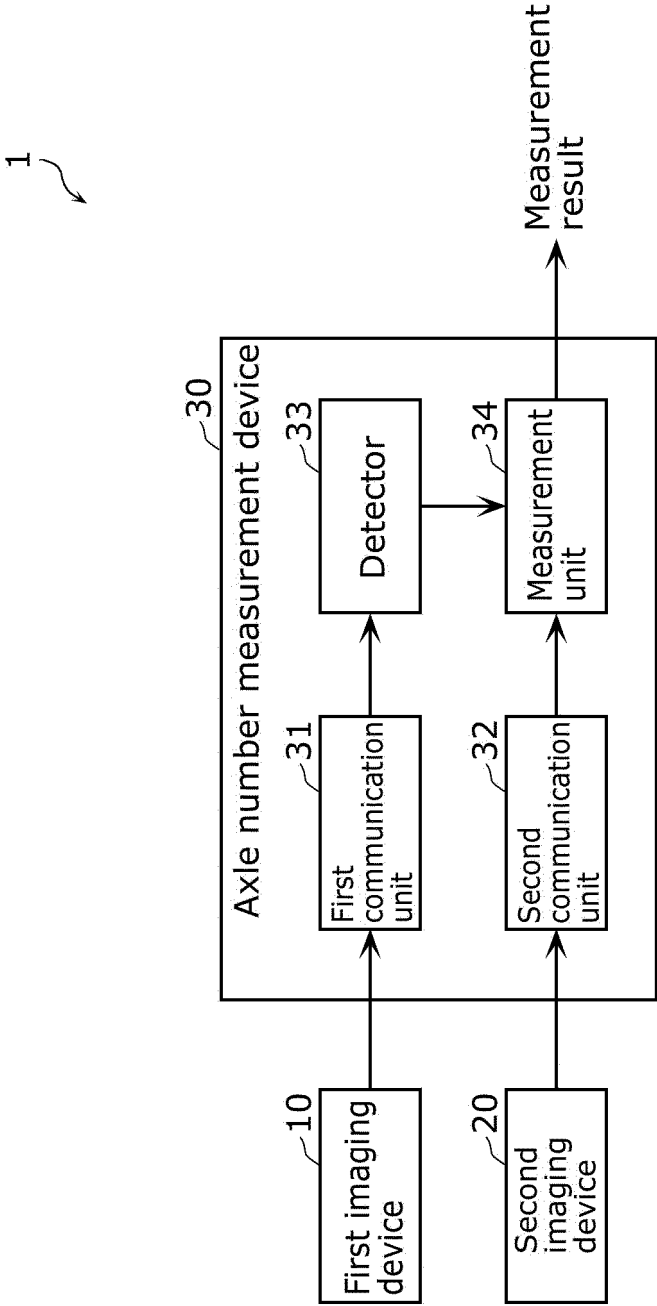 1
30
Axle number measurement device
10
First imaging
device
31
First
communication
unit
33
Detector
20
Second
imaging
device
32
Second
communication
unit
34
Measurement
unit
Measurement
result